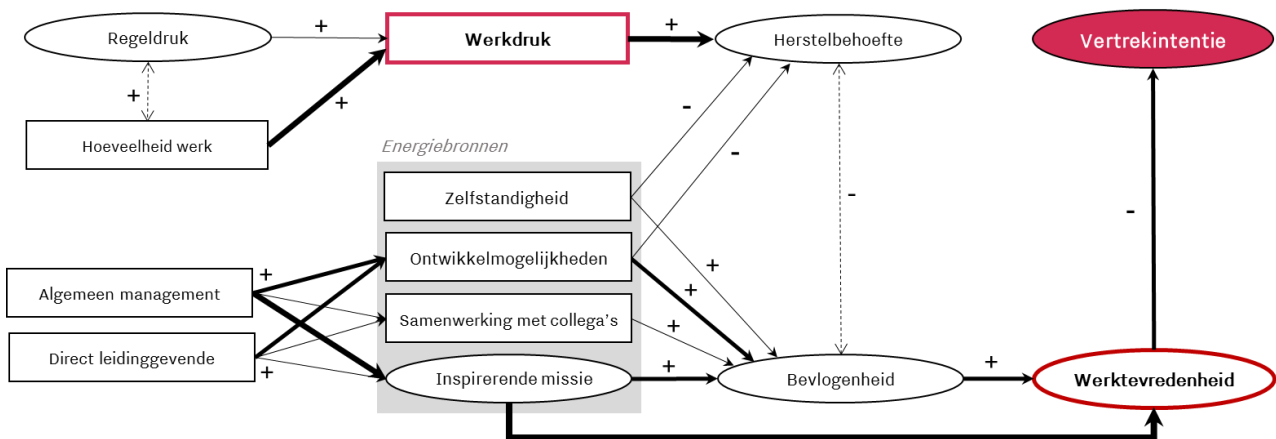 Regeldruk
+
Werkdruk
+
Herstelbehoefte
Vertrekintentie
+
+
Hoeveelheid werk
Energiebronnen
-
-
Zelfstandigheid
-
-
Ontwikkelmogelijkheden
+
+
+
Algemeen management
Samenwerking met collega's
+
Direct leidinggevende
+
Inspirerende missie
+
Bevlogenheid
+
Werktevredenheid